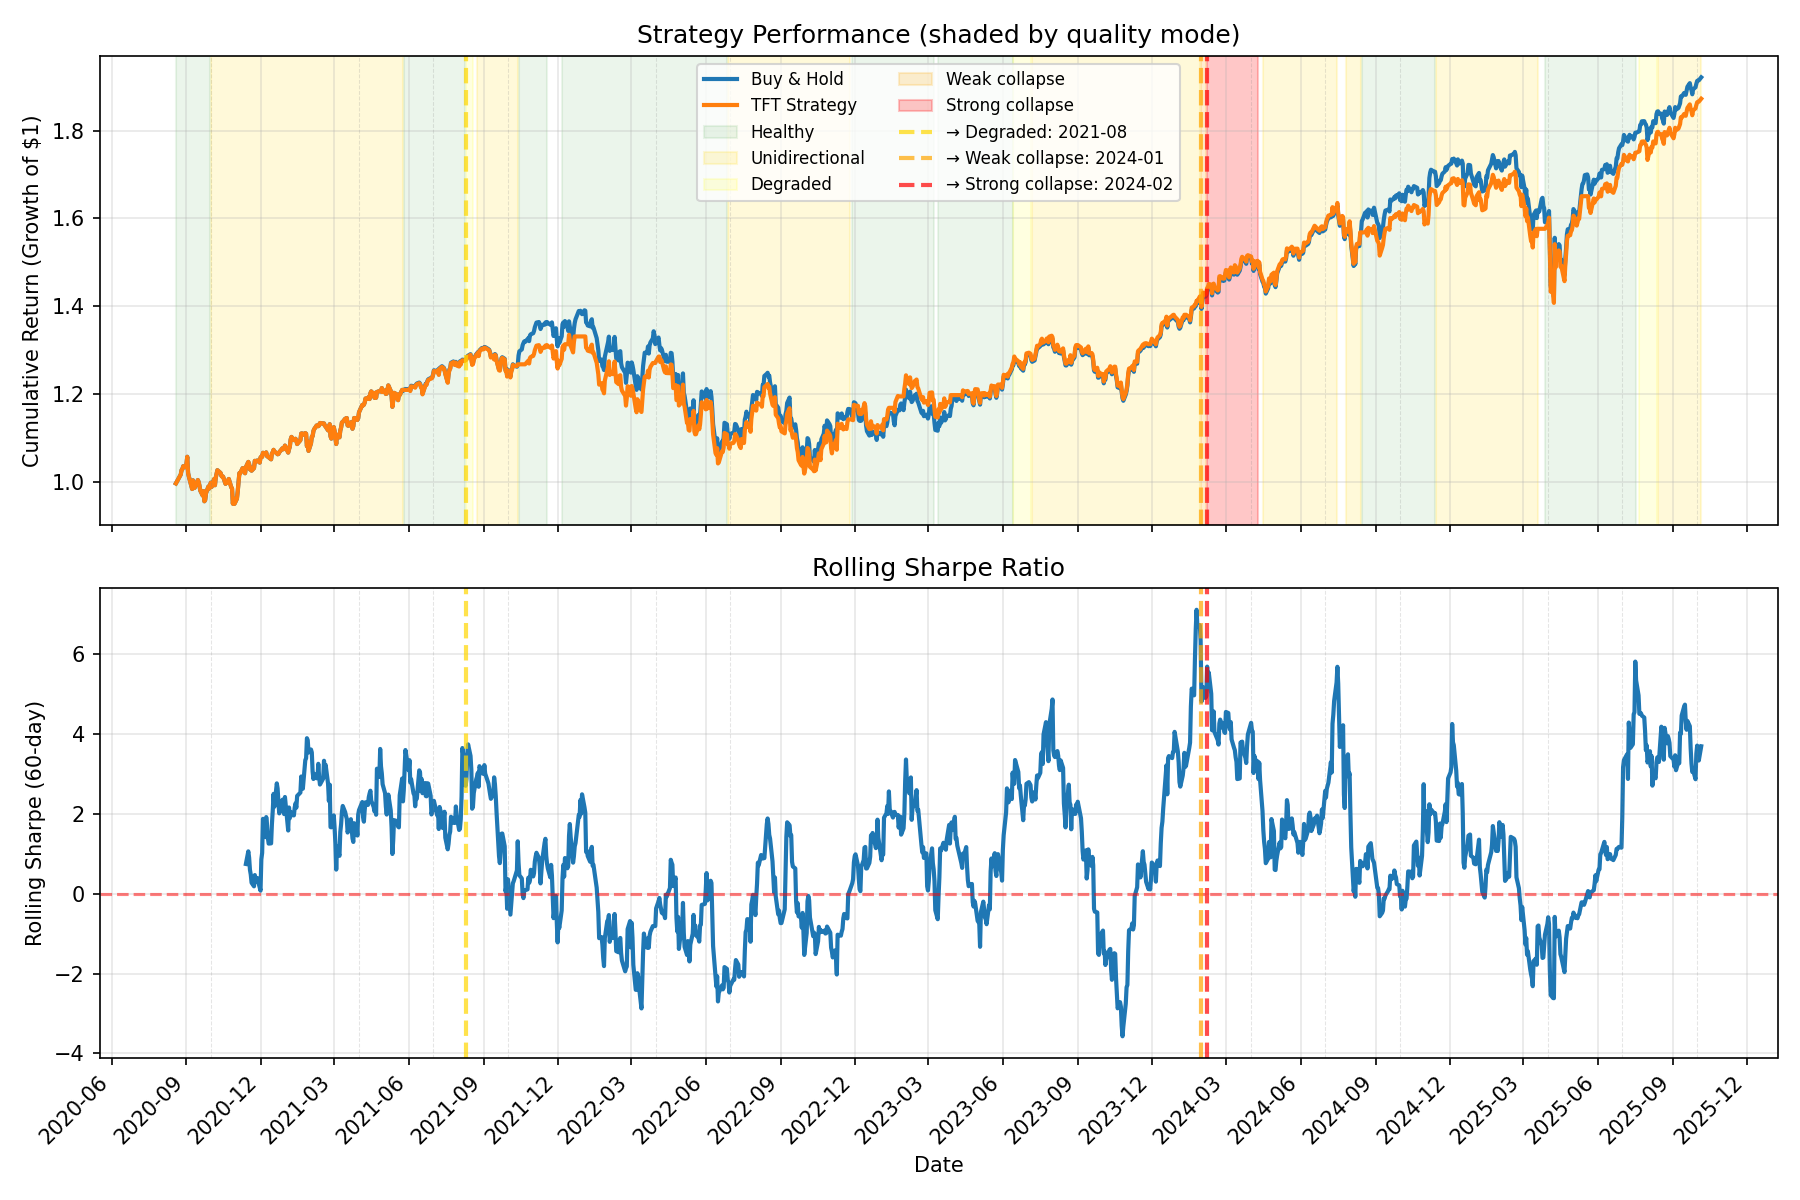 Strategy Performance (shaded by quality mode)
Cumulative Return (Growth of $1)
1.8
1.6
1.4
1.2
1.0
Buy & Hold
TFT Strategy
Healthy
Unidirectional
Degraded
Weak collapse
Strong collapse
→ Degraded: 2021-08
→ Weak collapse: 2024-01
→ Strong collapse: 2024-02
Rolling Sharpe Ratio
Rolling Sharpe (60-day)
6
4
2
0
−2
−4
2020-06
2020-09
2020-12
2021-03
2021-06
2021-09
2021-12
2022-03
2022-06
2022-09
2022-12
2023-03
2023-06
2023-09
2023-12
2024-03
2024-06
2024-09
2024-12
2025-03
2025-06
2025-09
2025-12
Date